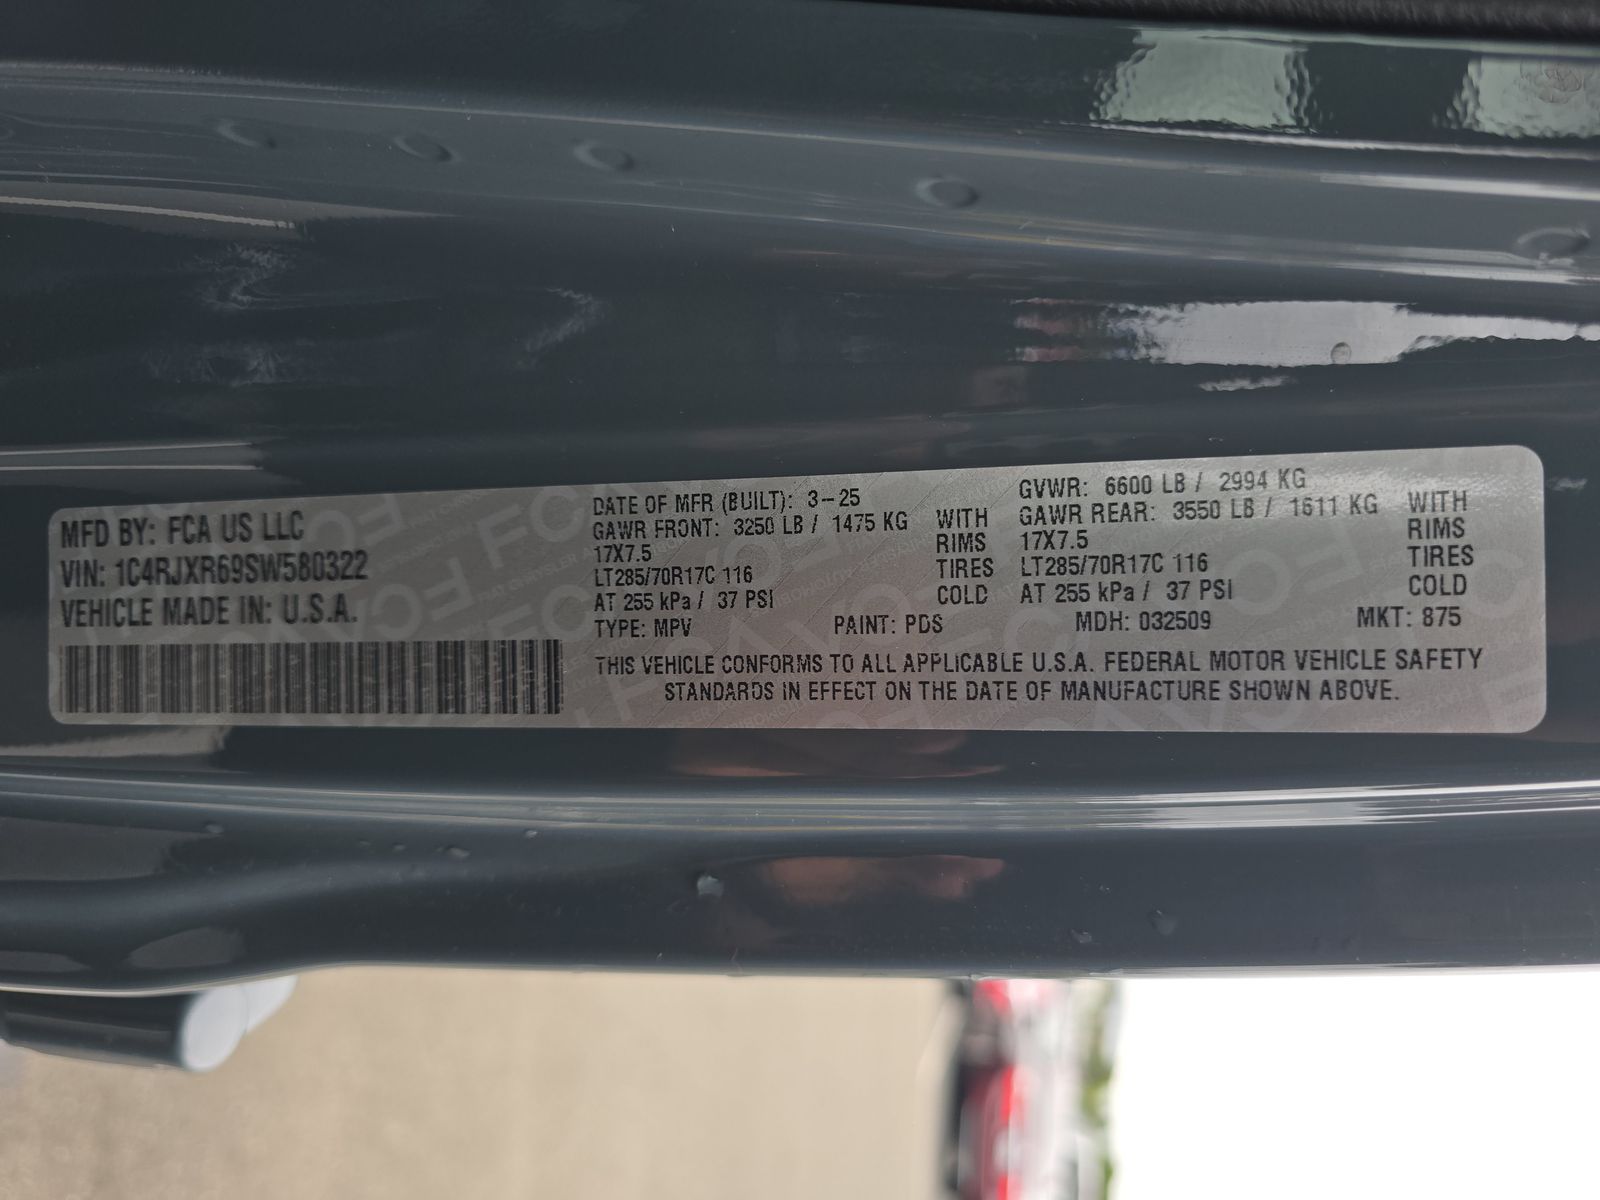 MFD BY: FCA US LLC
VIN: 1C4RJXR69SW580322
VEHICLE MADE IN: U.S.A.
DATE OF MFR (BUILT): 3-25
GAWR FRONT: 3250 LB / 1475 KG WITH
17X7.5 RIMS
LT285/70R17C 116 TIRES
AT 255 kPa / 37 PSI COLD
GVWR: 6600 LB / 2994 KG
GAWR REAR: 3550 LB / 1611 KG WITH
17X7.5 RIMS
LT285/70R17C 116 TIRES
AT 255 kPa / 37 PSI COLD
TYPE: MPV PAINT: PDS MDH: 032509 MKT: 875
THIS VEHICLE CONFORMS TO ALL APPLICABLE U.S.A. FEDERAL MOTOR VEHICLE SAFETY
STANDARDS IN EFFECT ON THE DATE OF MANUFACTURE SHOWN ABOVE.